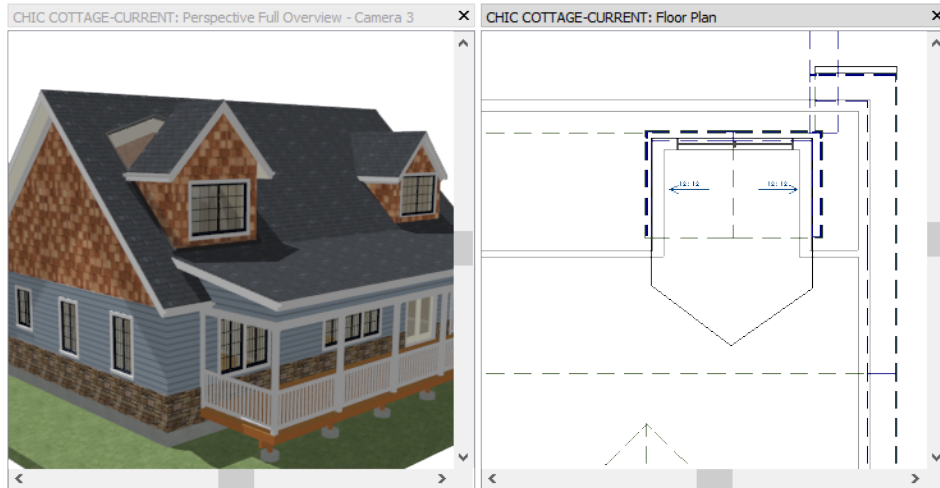 CHIC COTTAGE-CURRENT: Perspective Full Overview - Camera 3
CHIC COTTAGE-CURRENT: Floor Plan
12:12
12:12